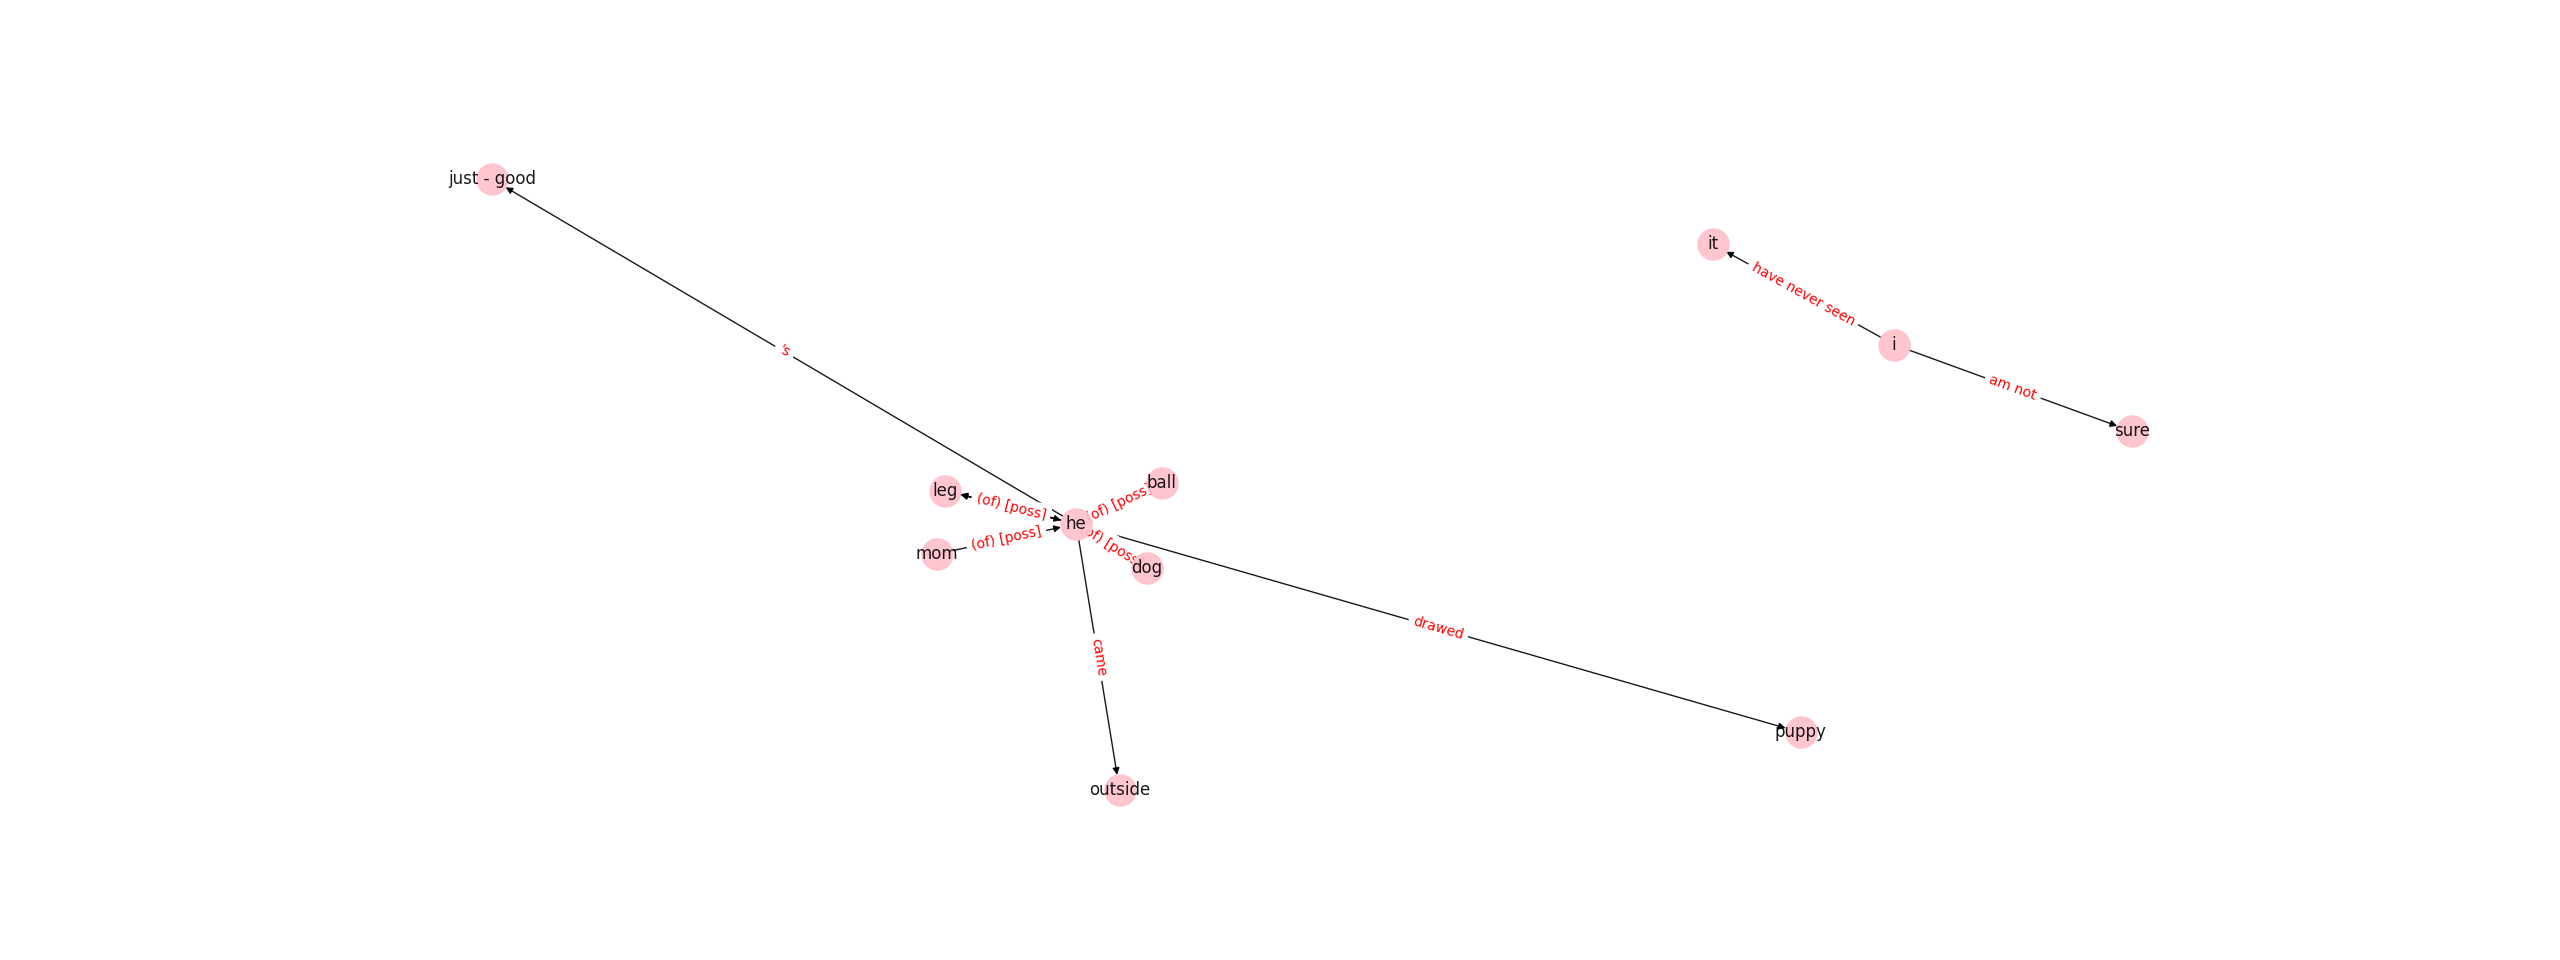 just - good
it
have never seen
's
i
am not
sure
ball
leg
(of) [poss]
(of) [poss]
he
(of) [poss]
mom
(of) [poss]
dog
drawed
came
puppy
outside